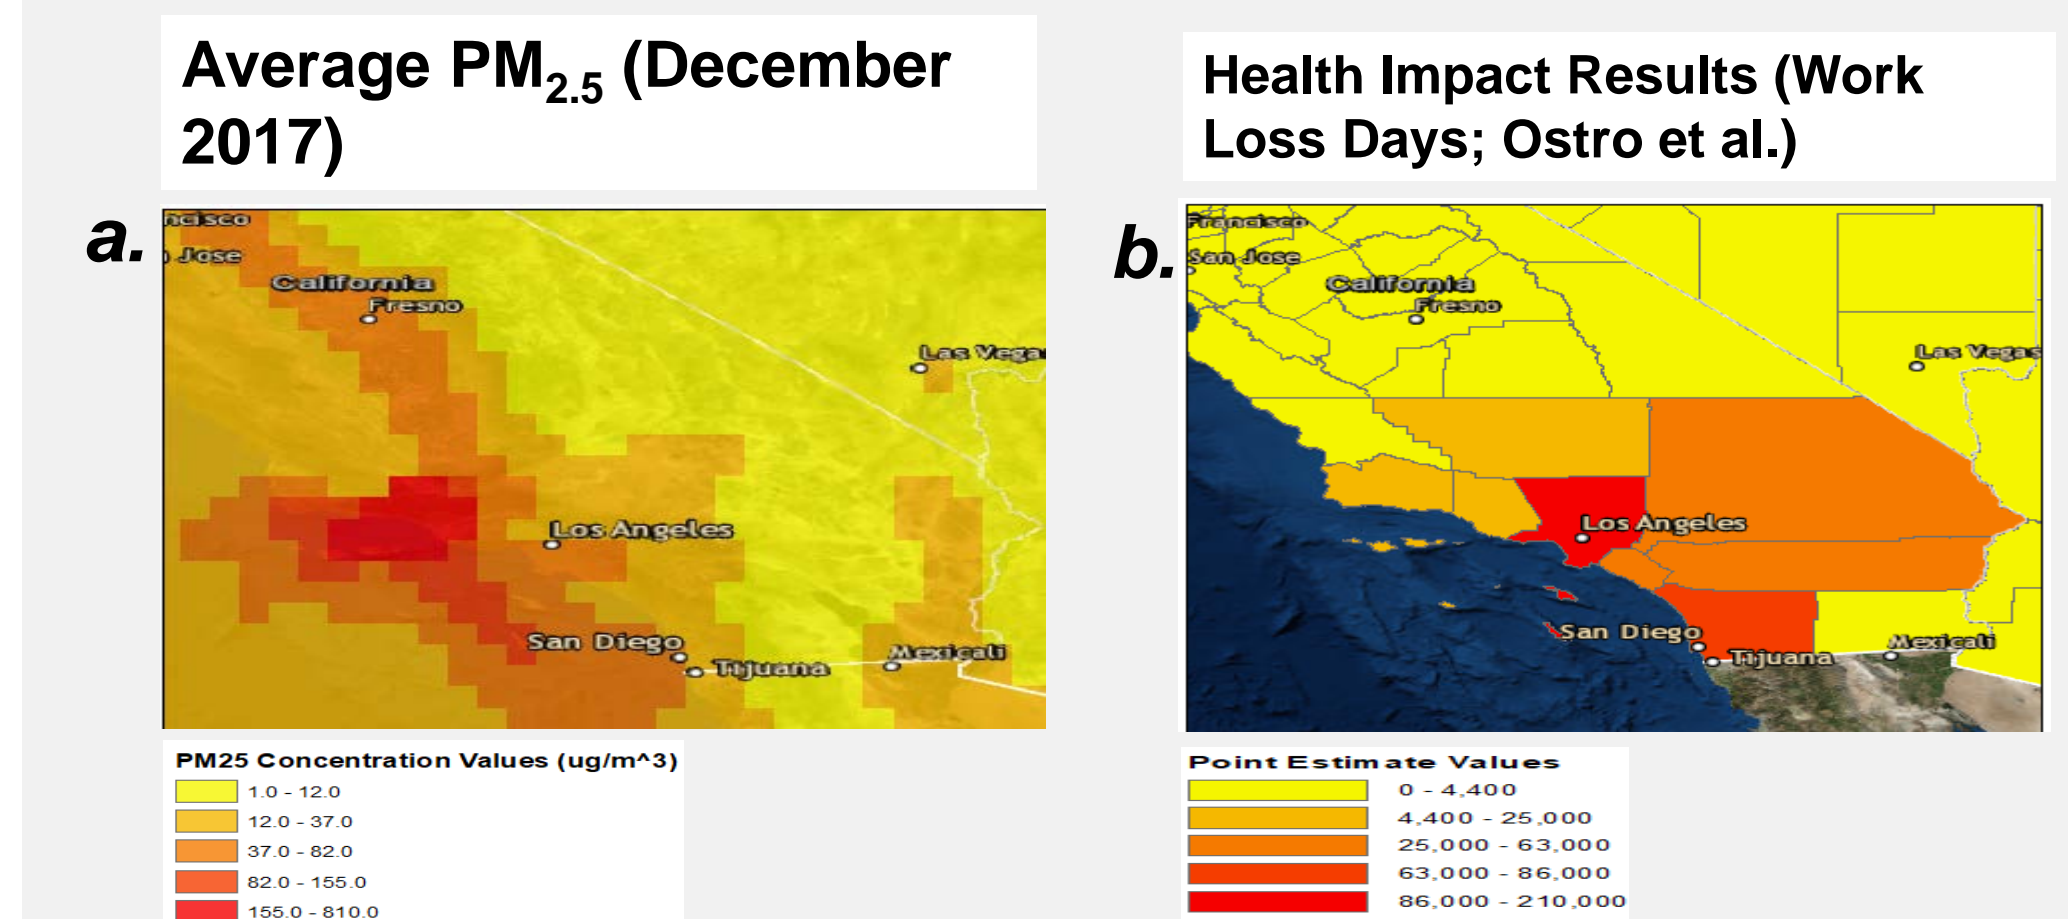 Average PM2.5 (December
2017)
a.
ncisco
Jose
California
Fresno
Las Vega
Los Angeles
San Diego
Tijuana
Mexicali
PM25 Concentration Values (ug/m^3)
1.0 - 12.0
12.0 - 37.0
37.0 - 82.0
82.0 - 155.0
155.0 - 810.0
Health Impact Results (Work
Loss Days; Ostro et al.)
b.
Francisco
San Jose
California
Fresno
Las Vegas
Los Angeles
San Diego
Tijuana
Mexicali
Point Estimate Values
0 - 4,400
4,400 - 25,000
25,000 - 63,000
63,000 - 86,000
86,000 - 210,000